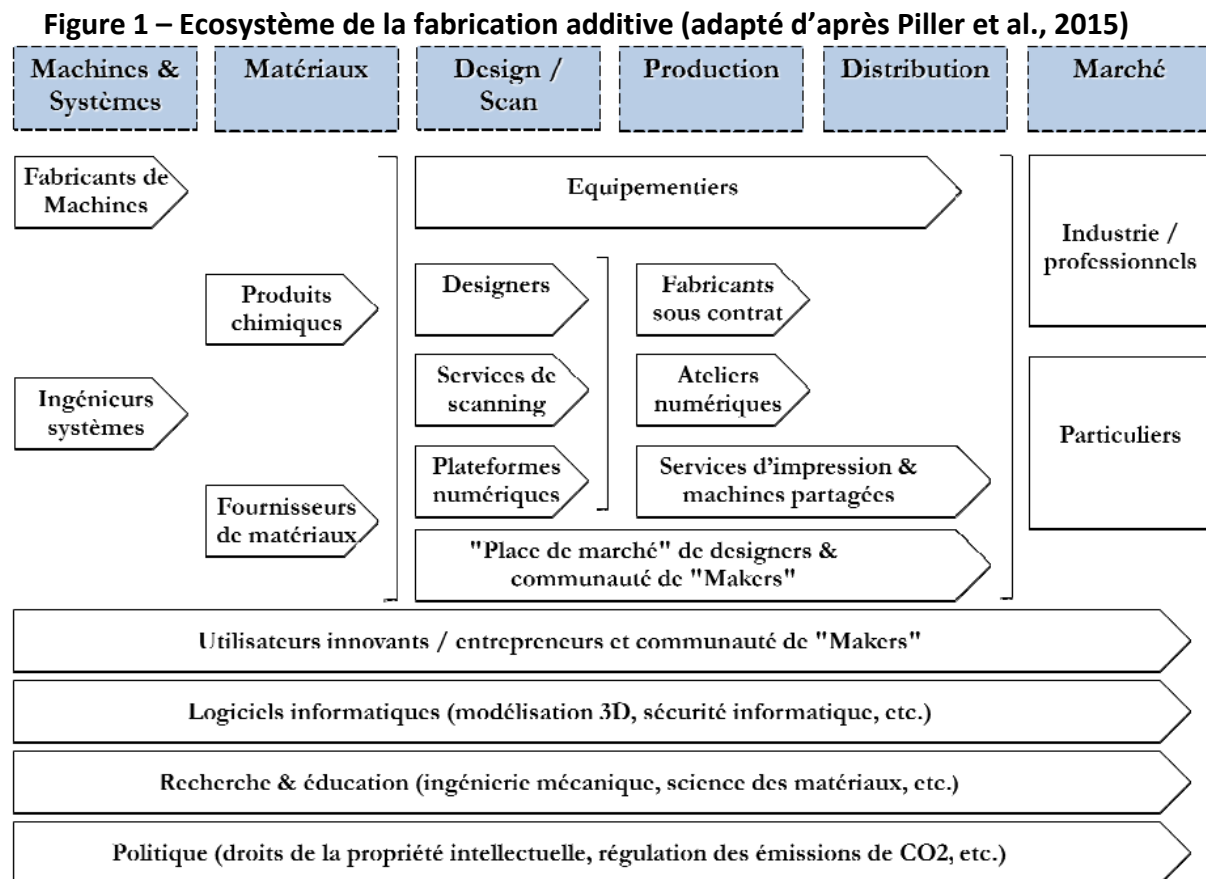 Figure 1 – Ecosystème de la fabrication additive (adapté d'après Piller et al., 2015)
Machines &
Systèmes
Matériaux
Design /
Scan
Production
Distribution
Marché
Fabricants de
Machines
Equipementiers
Industrie /
professionnels
Produits
chimiques
Designers
Fabricants
sous contrat
Ingénieurs
systèmes
Services de
scanning
Ateliers
numériques
Particuliers
Fournisseurs
de matériaux
Plateformes
numériques
Services d'impression &
machines partagées
"Place de marché" de designers &
communauté de "Makers"
Utilisateurs innovants / entrepreneurs et communauté de "Makers"
Logiciels informatiques (modélisation 3D, sécurité informatique, etc.)
Recherche & éducation (ingénierie mécanique, science des matériaux, etc.)
Politique (droits de la propriété intellectuelle, régulation des émissions de CO2, etc.)